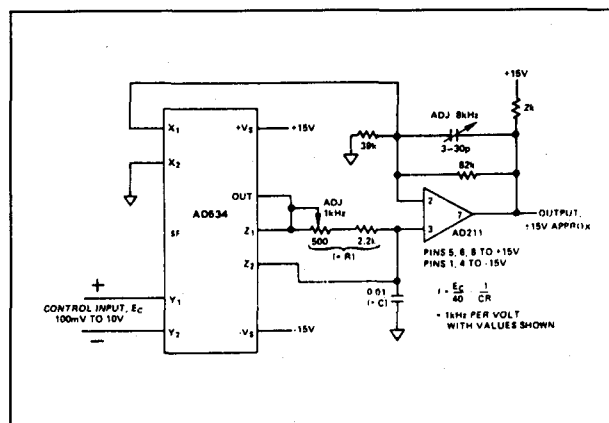 +15V
2k
ADJ 8kHz
3-30p
39k
82k
X1
X2
+VS
+15V
OUT
ADJ
1kHz
AD534
SF
Z1
500
2.2k
(= R)
Z2
2
3
7
AD211
OUTPUT,
±15V APPROX
PINS 5, 6, 8 TO +15V
PINS 1, 4 TO -15V
0.01
(= C)
f = EC/40 · 1/CR
= 1kHz PER VOLT
WITH VALUES SHOWN
+
CONTROL INPUT, EC
100mV TO 10V
−
Y1
Y2
-VS
-15V